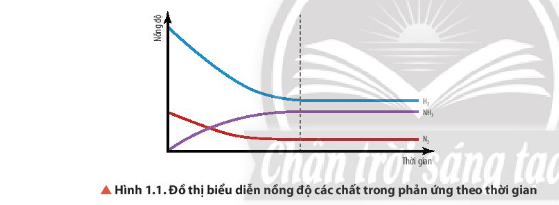 Nồng độ
H₂
NH₃
N₂
Thời gian
Chân trời sáng tạo
▲ Hình 1.1. Đồ thị biểu diễn nồng độ các chất trong phản ứng theo thời gian